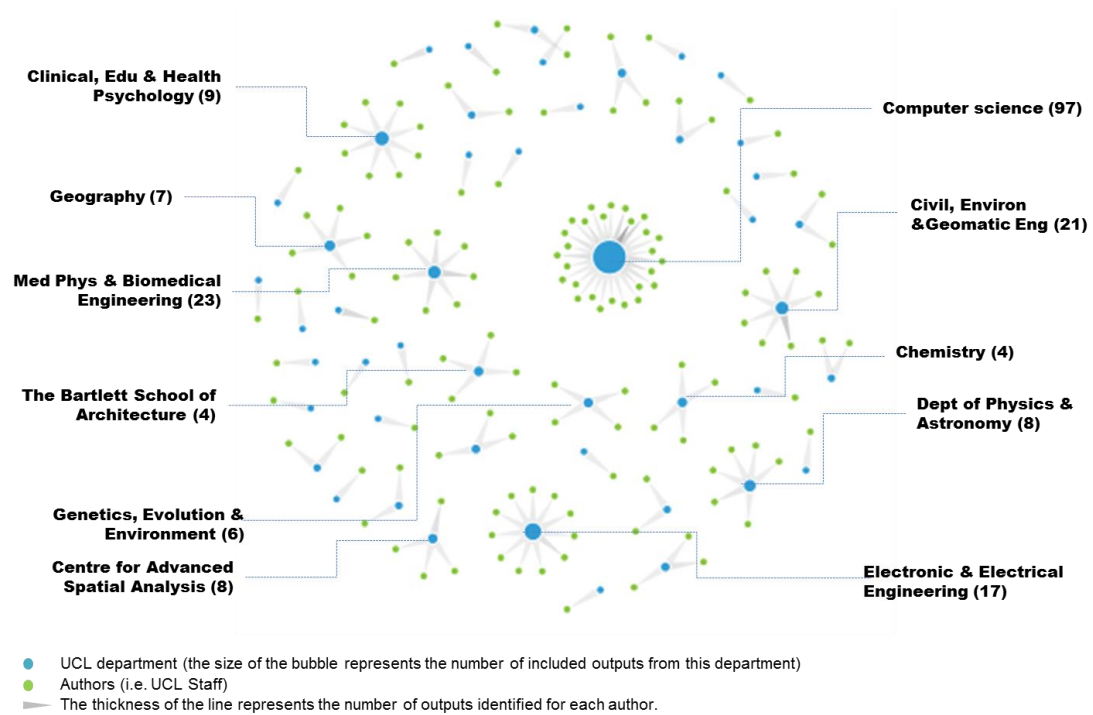 Clinical, Edu & Health
Psychology (9)
Computer science (97)
Geography (7)
Civil, Environ
&Geomatic Eng (21)
Med Phys & Biomedical
Engineering (23)
Chemistry (4)
The Bartlett School of
Architecture (4)
Dept of Physics &
Astronomy (8)
Genetics, Evolution &
Environment (6)
Centre for Advanced
Spatial Analysis (8)
Electronic & Electrical
Engineering (17)
UCL department (the size of the bubble represents the number of included outputs from this department)
Authors (i.e. UCL Staff)
The thickness of the line represents the number of outputs identified for each author.